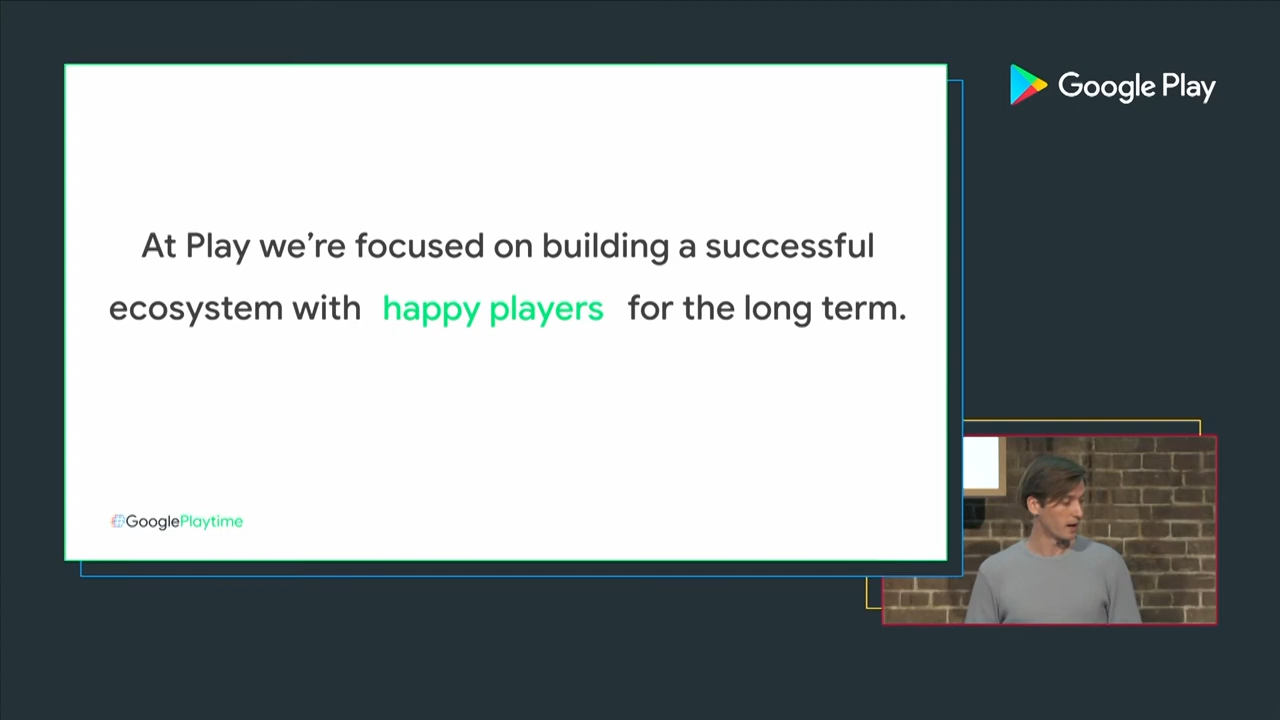 Google Play
At Play we're focused on building a successful
ecosystem with happy players for the long term.
GooglePlaytime